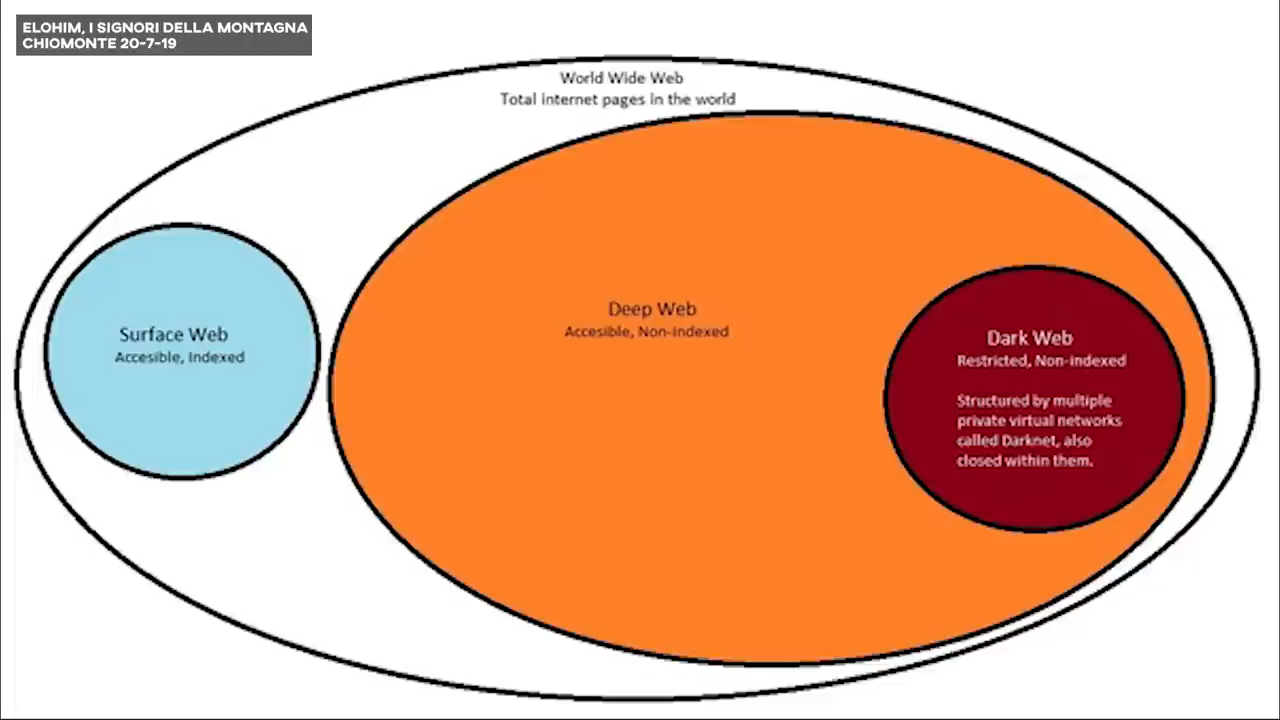 ELOHIM, I SIGNORI DELLA MONTAGNA
CHIOMONTE 20-7-19
World Wide Web
Total internet pages in the world
Surface Web
Accesible, Indexed
Deep Web
Accesible, Non-indexed
Dark Web
Restricted, Non-indexed
Structured by multiple
private virtual networks
called Darknet, also
closed within them.